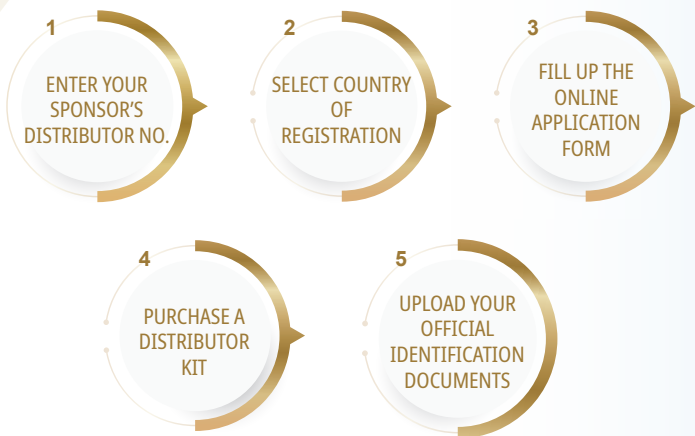 1
ENTER YOUR
SPONSOR'S
DISTRIBUTOR NO.
2
SELECT COUNTRY
OF
REGISTRATION
3
FILL UP THE
ONLINE
APPLICATION
FORM
4
PURCHASE A
DISTRIBUTOR
KIT
5
UPLOAD YOUR
OFFICIAL
IDENTIFICATION
DOCUMENTS